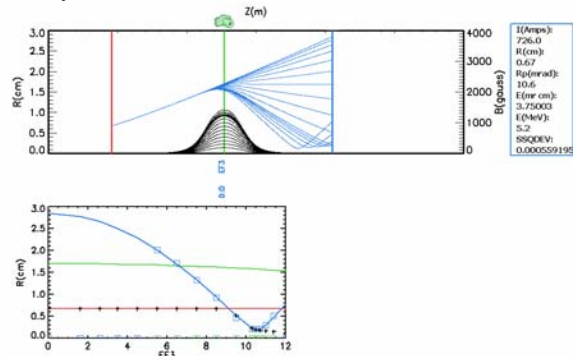 Z(m)
3.0
2.5
2.0
1.5
1.0
0.5
0.0
R(cm)
4000
3000
2000
1000
0
B(gauss)
I(Amps):
726.0
R(cm):
0.67
Rp(mrad):
10.6
E(mr cm):
3.75003
E(MeV):
5.2
SSQDEV:
0.000559195
EF3
3.0
2.5
2.0
1.5
1.0
0.5
0.0
R(cm)
0 2 4 6 8 10 12
EF3